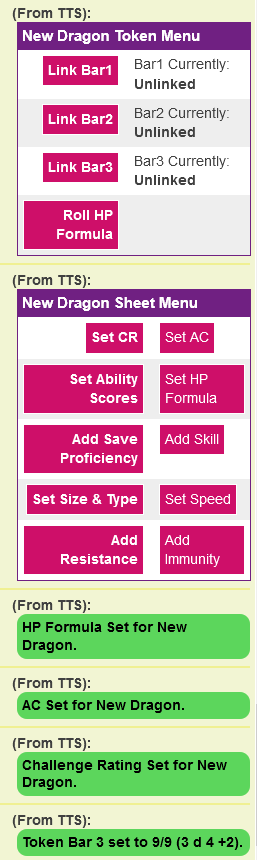 (From TTS):
New Dragon Token Menu
Link Bar1 Bar1 Currently:
Unlinked
Link Bar2 Bar2 Currently:
Unlinked
Link Bar3 Bar3 Currently:
Unlinked
Roll HP
Formula
(From TTS):
New Dragon Sheet Menu
Set CR Set AC
Set Ability Set HP
Scores Formula
Add Save Add Skill
Proficiency
Set Size & Type Set Speed
Add Add
Resistance Immunity
(From TTS):
HP Formula Set for New
Dragon.
(From TTS):
AC Set for New Dragon.
(From TTS):
Challenge Rating Set for New
Dragon.
(From TTS):
Token Bar 3 set to 9/9 (3 d 4 +2).